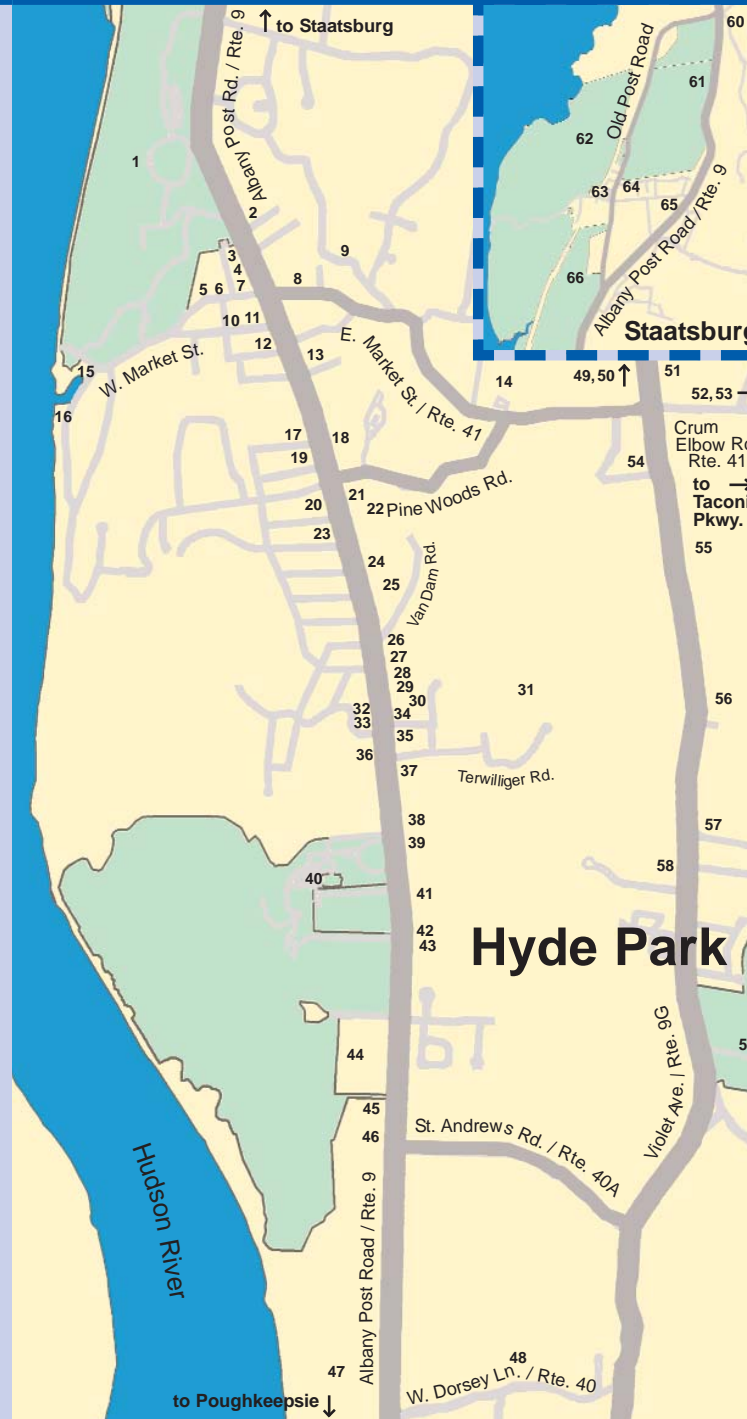 ↑ to Staatsburg
Albany Post Rd. / Rte. 9
60
Old Post Road
61
62
1
63
64
65
2
Albany Post Road /Rte. 9
3
9
4
66
5 6 7
8
Staatsburg
10 11
12
13
E. Market St. / Rte. 41
W. Market St.
15
14
49,50 ↑
51
52,53
16
Crum
Elbow Rd
Rte. 41
17
18
19
54
to →
Taconi
Pkwy.
21
20
22
Pine Woods Rd.
23
55
24
25
Van Dam Rd.
26
27
28
29
30
31
32
34
33
35
56
36
37
Terwilliger Rd.
38
39
57
58
40
41
42
43
Hyde Park
44
5
Violet Ave. / Rte. 9G
45
46
St. Andrews Rd. / Rte. 40A
Hudson River
Albany Post Road / Rte. 9
47
48
W. Dorsey Ln. / Rte. 40
to Poughkeepsie ↓